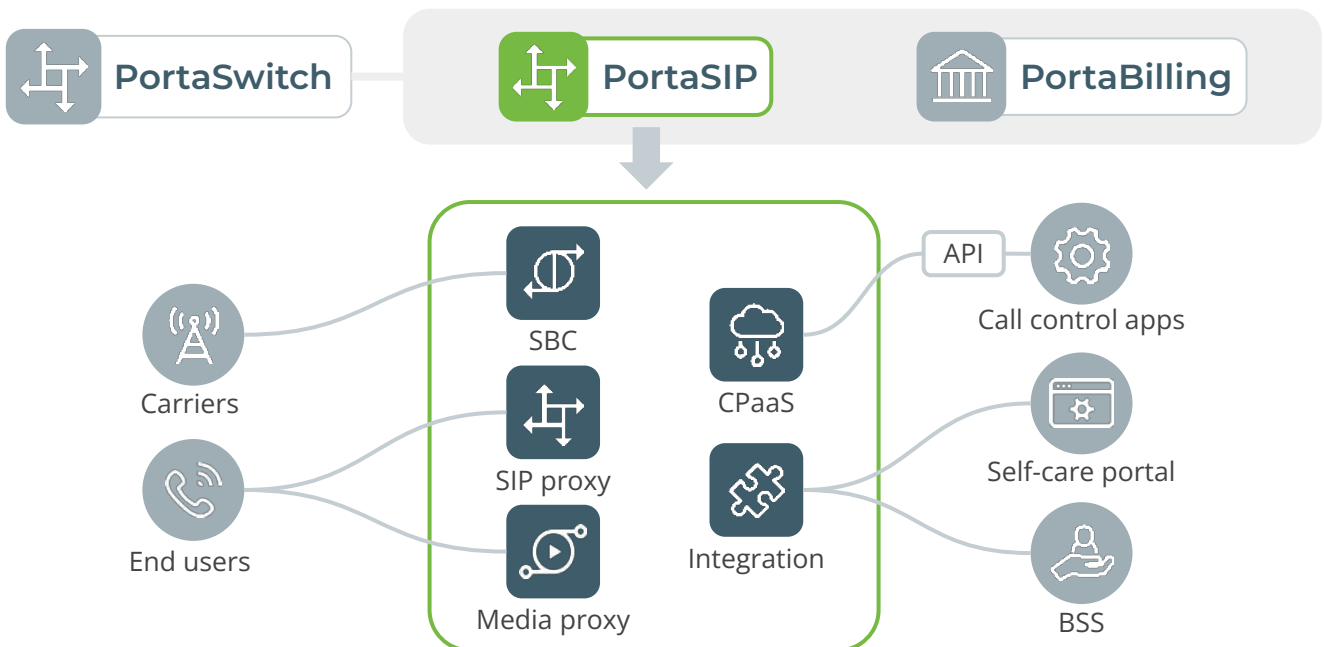 PortaSwitch
PortaSIP
PortaBilling
SBC
SIP proxy
Media proxy
CPaaS
Integration
Carriers
End users
API
Call control apps
Self-care portal
BSS